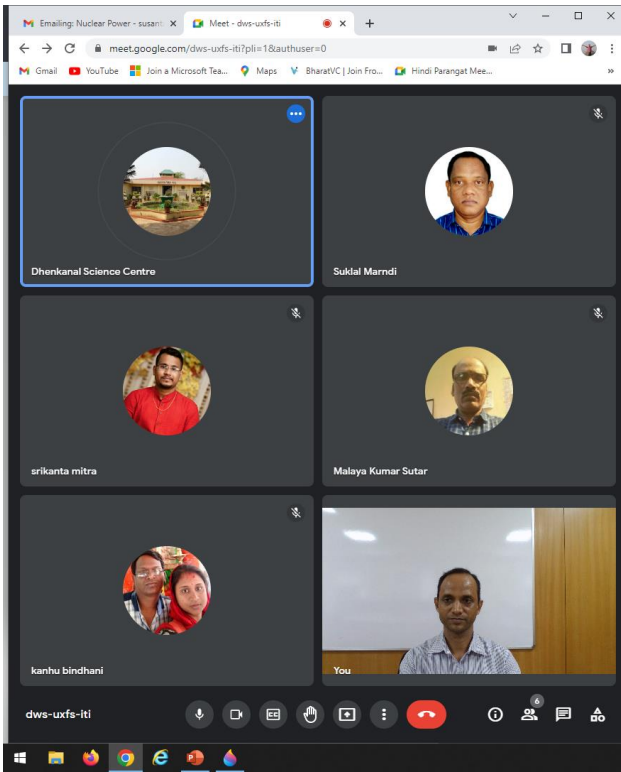 Emailing: Nuclear Power - susant
Meet - dws-uxfs-iti
meet.google.com/dws-uxfs-iti?pli=1&authuser=0
Gmail
YouTube
Join a Microsoft Tea...
Maps
BharatVC | Join Fro...
Hindi Parangat Mee...
Dhenkanal Science Centre
Suklal Marndi
srikanta mitra
Malaya Kumar Sutar
kanhu bindhani
You
dws-uxfs-iti
CC
6